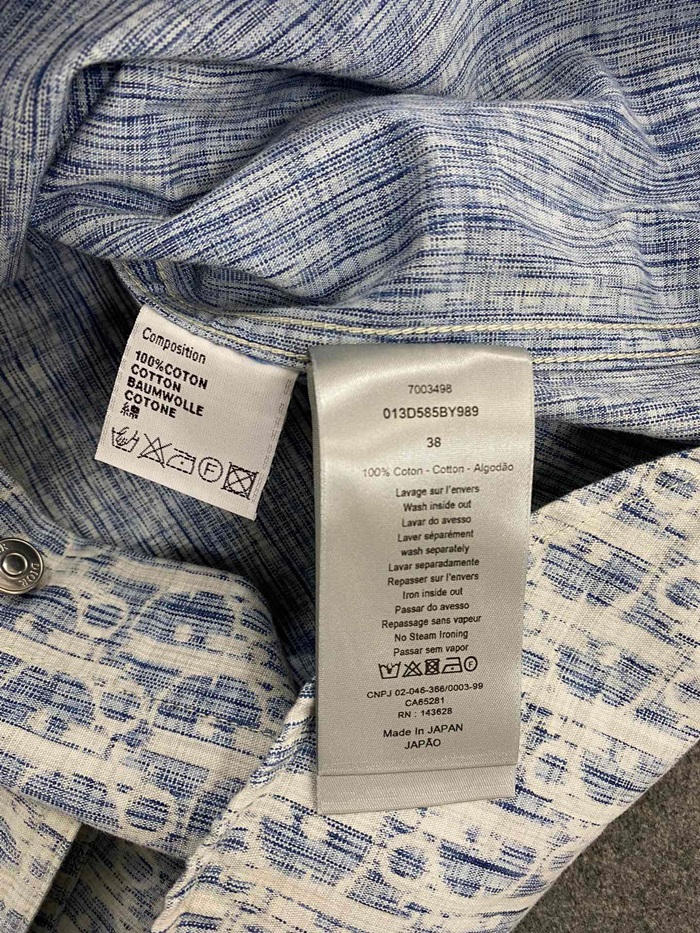 Composition
100%COTON
COTTON
BAUMWOLLE
COTONE
綿
F
7003498
013D585BY989
38
100% Coton - Cotton - Algodão
Lavage sur l'envers
Wash inside out
Lavar do avesso
Laver séparément
wash separately
Lavar separadamente
Repasser sur l'envers
Iron inside out
Passar do avesso
Repassage sans vapeur
No Steam Ironing
Passar sem vapor
CNPJ 02-046-366/0003-99
CA65281
RN : 143628
Made In JAPAN
JAPÃO
DIOR